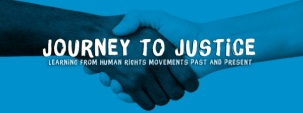 JOURNEY TO JUSTICE
LEARNING FROM HUMAN RIGHTS MOVEMENTS PAST AND PRESENT